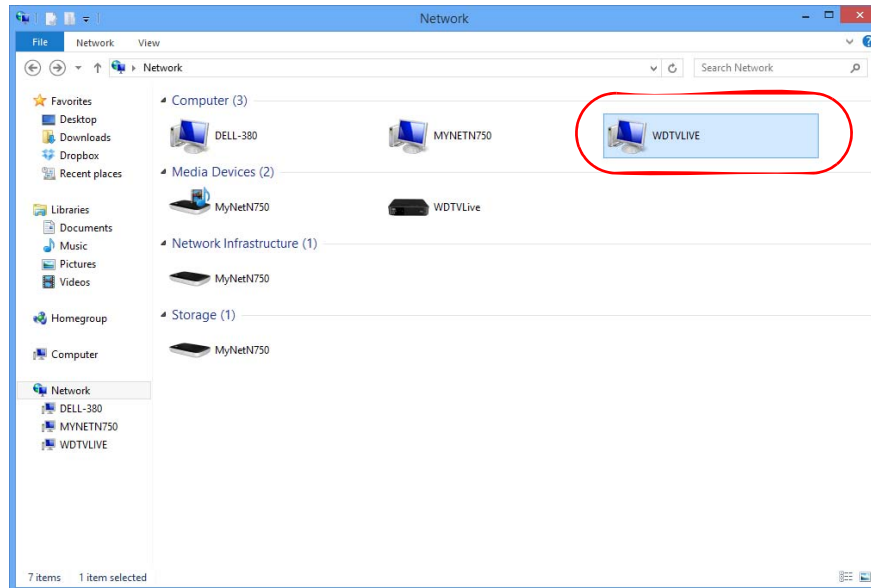 Network
File Network View
Network
Search Network
Favorites
Desktop
Downloads
Dropbox
Recent places
Libraries
Documents
Music
Pictures
Videos
Homegroup
Computer
Network
DELL-380
MYNETN750
WDTVLIVE
Computer (3)
DELL-380 MYNETN750 WDTVLIVE
Media Devices (2)
MyNetN750 WDTVLive
Network Infrastructure (1)
MyNetN750
Storage (1)
MyNetN750
7 items 1 item selected